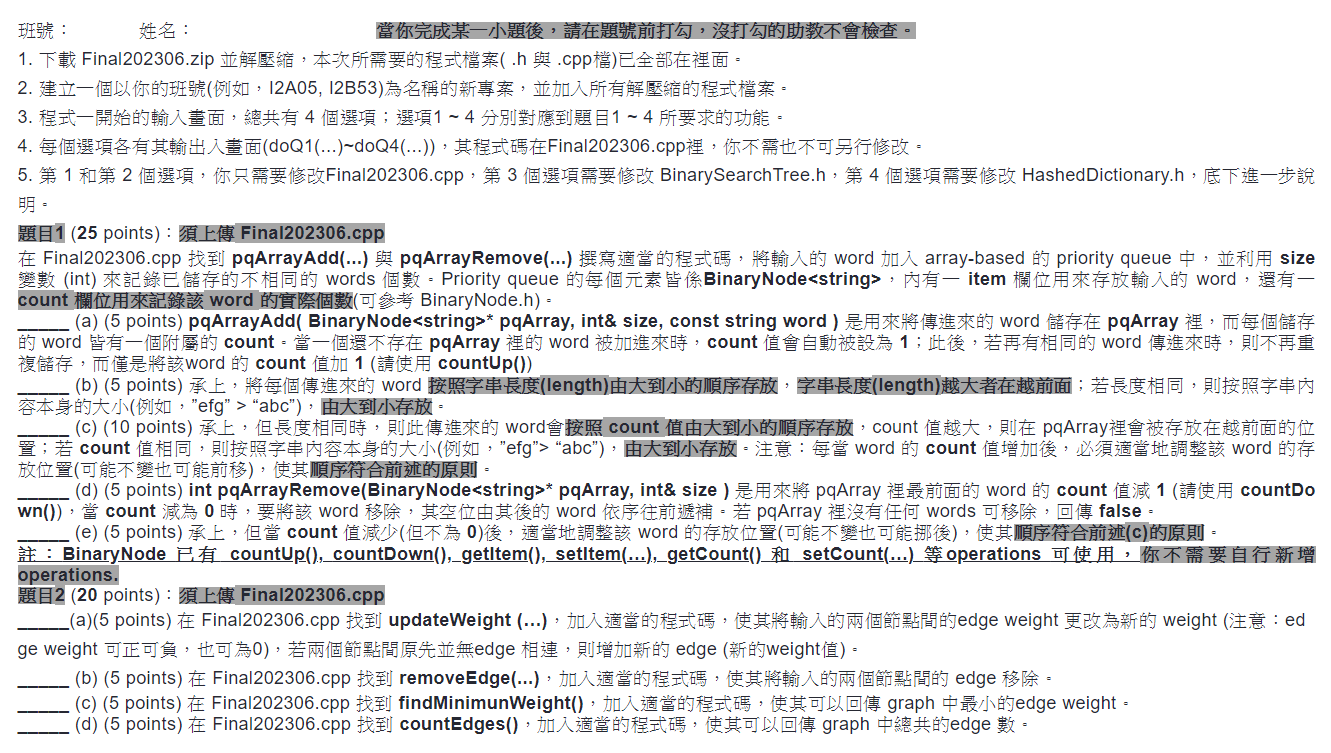 班號： 姓名： 當你完成某一小題後，請在題號前打勾，沒打勾的助教不會檢查。
1. 下載 Final202306.zip 並解壓縮，本次所需要的程式檔案( .h 與 .cpp檔)已全部在裡面。
2. 建立一個以你的班號(例如，I2A05, I2B53)為名稱的新專案，並加入所有解壓縮的程式檔案。
3. 程式一開始的輸入畫面，總共有 4 個選項；選項1 ~ 4 分別對應到題目1 ~ 4 所要求的功能。
4. 每個選項各有其輸出入畫面(doQ1(…)~doQ4(…))，其程式碼在Final202306.cpp裡，你不需也不可另行修改。
5. 第 1 和第 2 個選項，你只需要修改Final202306.cpp，第 3 個選項需要修改 BinarySearchTree.h，第 4 個選項需要修改 HashedDictionary.h，底下進一步說
明。
題目1 (25 points)：須上傳 Final202306.cpp
在 Final202306.cpp 找到 pqArrayAdd(…) 與 pqArrayRemove(…) 撰寫適當的程式碼，將輸入的 word 加入 array-based 的 priority queue 中，並利用 size
變數 (int) 來記錄已儲存的不相同的 words 個數。Priority queue 的每個元素皆係BinaryNode<string>，內有一 item 欄位用來存放輸入的 word，還有一
count 欄位用來記錄該 word 的實際個數(可參考 BinaryNode.h)。
_____ (a) (5 points) pqArrayAdd( BinaryNode<string>* pqArray, int& size, const string word ) 是用來將傳進來的 word 儲存在 pqArray 裡，而每個儲存
的 word 皆有一個附屬的 count。當一個還不存在 pqArray 裡的 word 被加進來時，count 值會自動被設為 1；此後，若再有相同的 word 傳進來時，則不再重
複儲存，而僅是將該word 的 count 值加 1 (請使用 countUp())
_____ (b) (5 points) 承上，將每個傳進來的 word 按照字串長度(length)由大到小的順序存放，字串長度(length)越大者在越前面；若長度相同，則按照字串內
容本身的大小(例如，”efg” > “abc”)，由大到小存放。
_____ (c) (10 points) 承上，但長度相同時，則此傳進來的 word會按照 count 值由大到小的順序存放，count 值越大，則在 pqArray裡會被存放在越前面的位
置；若 count 值相同，則按照字串內容本身的大小(例如，”efg”> “abc”)，由大到小存放。注意：每當 word 的 count 值增加後，必須適當地調整該 word 的存
放位置(可能不變也可能前移)，使其順序符合前述的原則。
_____ (d) (5 points) int pqArrayRemove(BinaryNode<string>* pqArray, int& size ) 是用來將 pqArray 裡最前面的 word 的 count 值減 1 (請使用 countDo
wn())，當 count 減為 0 時，要將該 word 移除，其空位由其後的 word 依序往前遞補。若 pqArray 裡沒有任何 words 可移除，回傳 false。
_____ (e) (5 points) 承上，但當 count 值減少(但不為 0)後，適當地調整該 word 的存放位置(可能不變也可能挪後)，使其順序符合前述(c)的原則。
註：BinaryNode 已有 countUp(), countDown(), getItem(), setItem(…), getCount() 和 setCount(…) 等operations 可使用，你不需要自行新增
operations.
題目2 (20 points)：須上傳 Final202306.cpp
_____(a)(5 points) 在 Final202306.cpp 找到 updateWeight (…)，加入適當的程式碼，使其將輸入的兩個節點間的edge weight 更改為新的 weight (注意：ed
ge weight 可正可負，也可為0)，若兩個節點間原先並無edge 相連，則增加新的 edge (新的weight值)。
_____ (b) (5 points) 在 Final202306.cpp 找到 removeEdge(…)，加入適當的程式碼，使其將輸入的兩個節點間的 edge 移除。
_____ (c) (5 points) 在 Final202306.cpp 找到 findMinimunWeight()，加入適當的程式碼，使其可以回傳 graph 中最小的edge weight。
_____ (d) (5 points) 在 Final202306.cpp 找到 countEdges()，加入適當的程式碼，使其可以回傳 graph 中總共的edge 數。